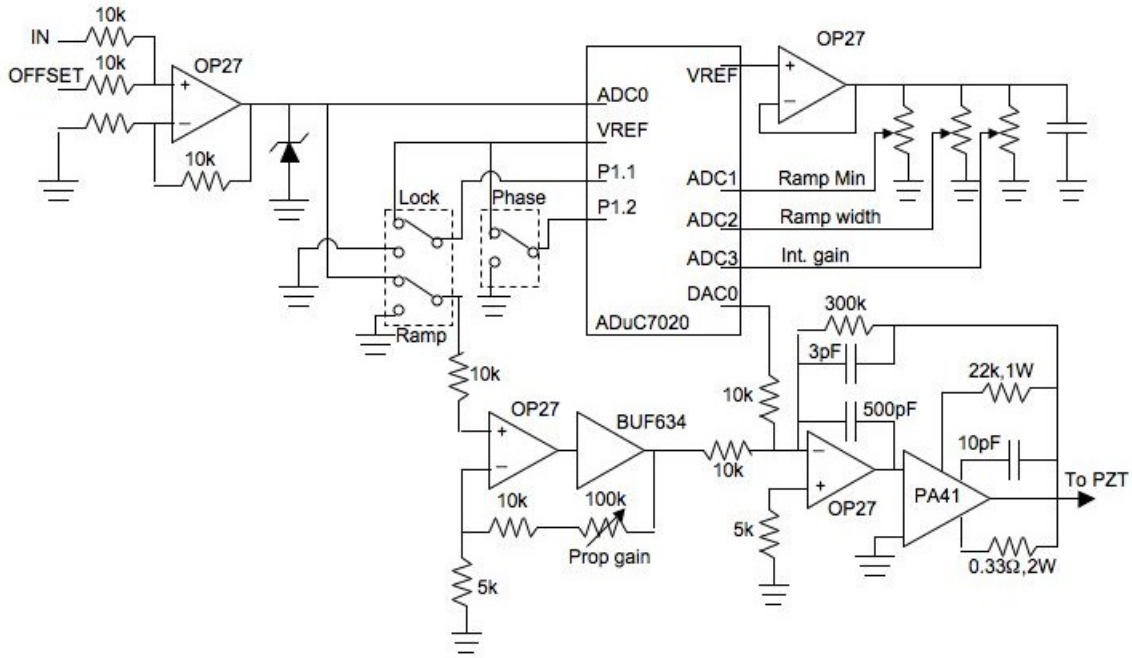 10k
IN
10k
OP27
OFFSET
+
−
10k
ADC0
VREF
P1.1
P1.2
VREF
ADC1
ADC2
ADC3
DAC0
ADuC7020
OP27
+
−
Ramp Min
Ramp width
Int. gain
Lock
Phase
Ramp
10k
OP27
+
−
BUF634
10k
100k
Prop gain
5k
10k
10k
300k
3pF
500pF
−
+
OP27
5k
22k,1W
10pF
PA41
To PZT
0.33Ω,2W